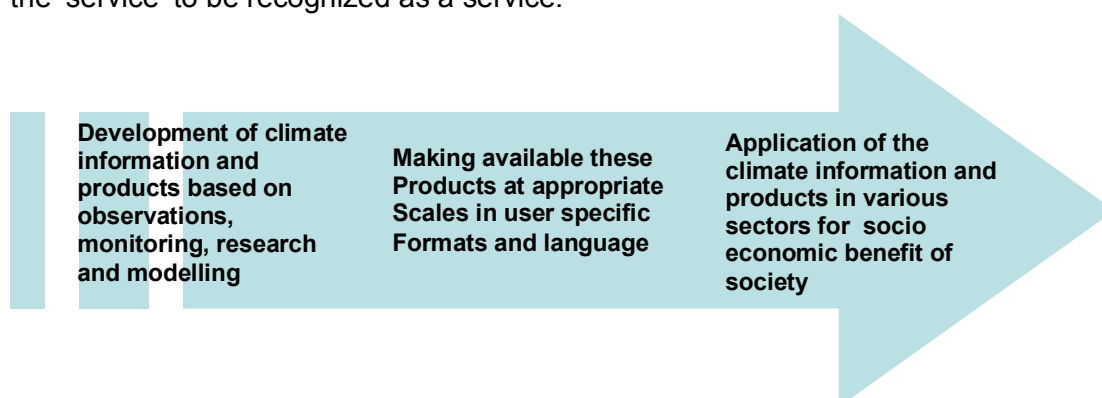 the 'service' to be recognized as a service.
Development of climate
information and
products based on
observations,
monitoring, research
and modelling
Making available these
Products at appropriate
Scales in user specific
Formats and language
Application of the
climate information and
products in various
sectors for socio
economic benefit of
society